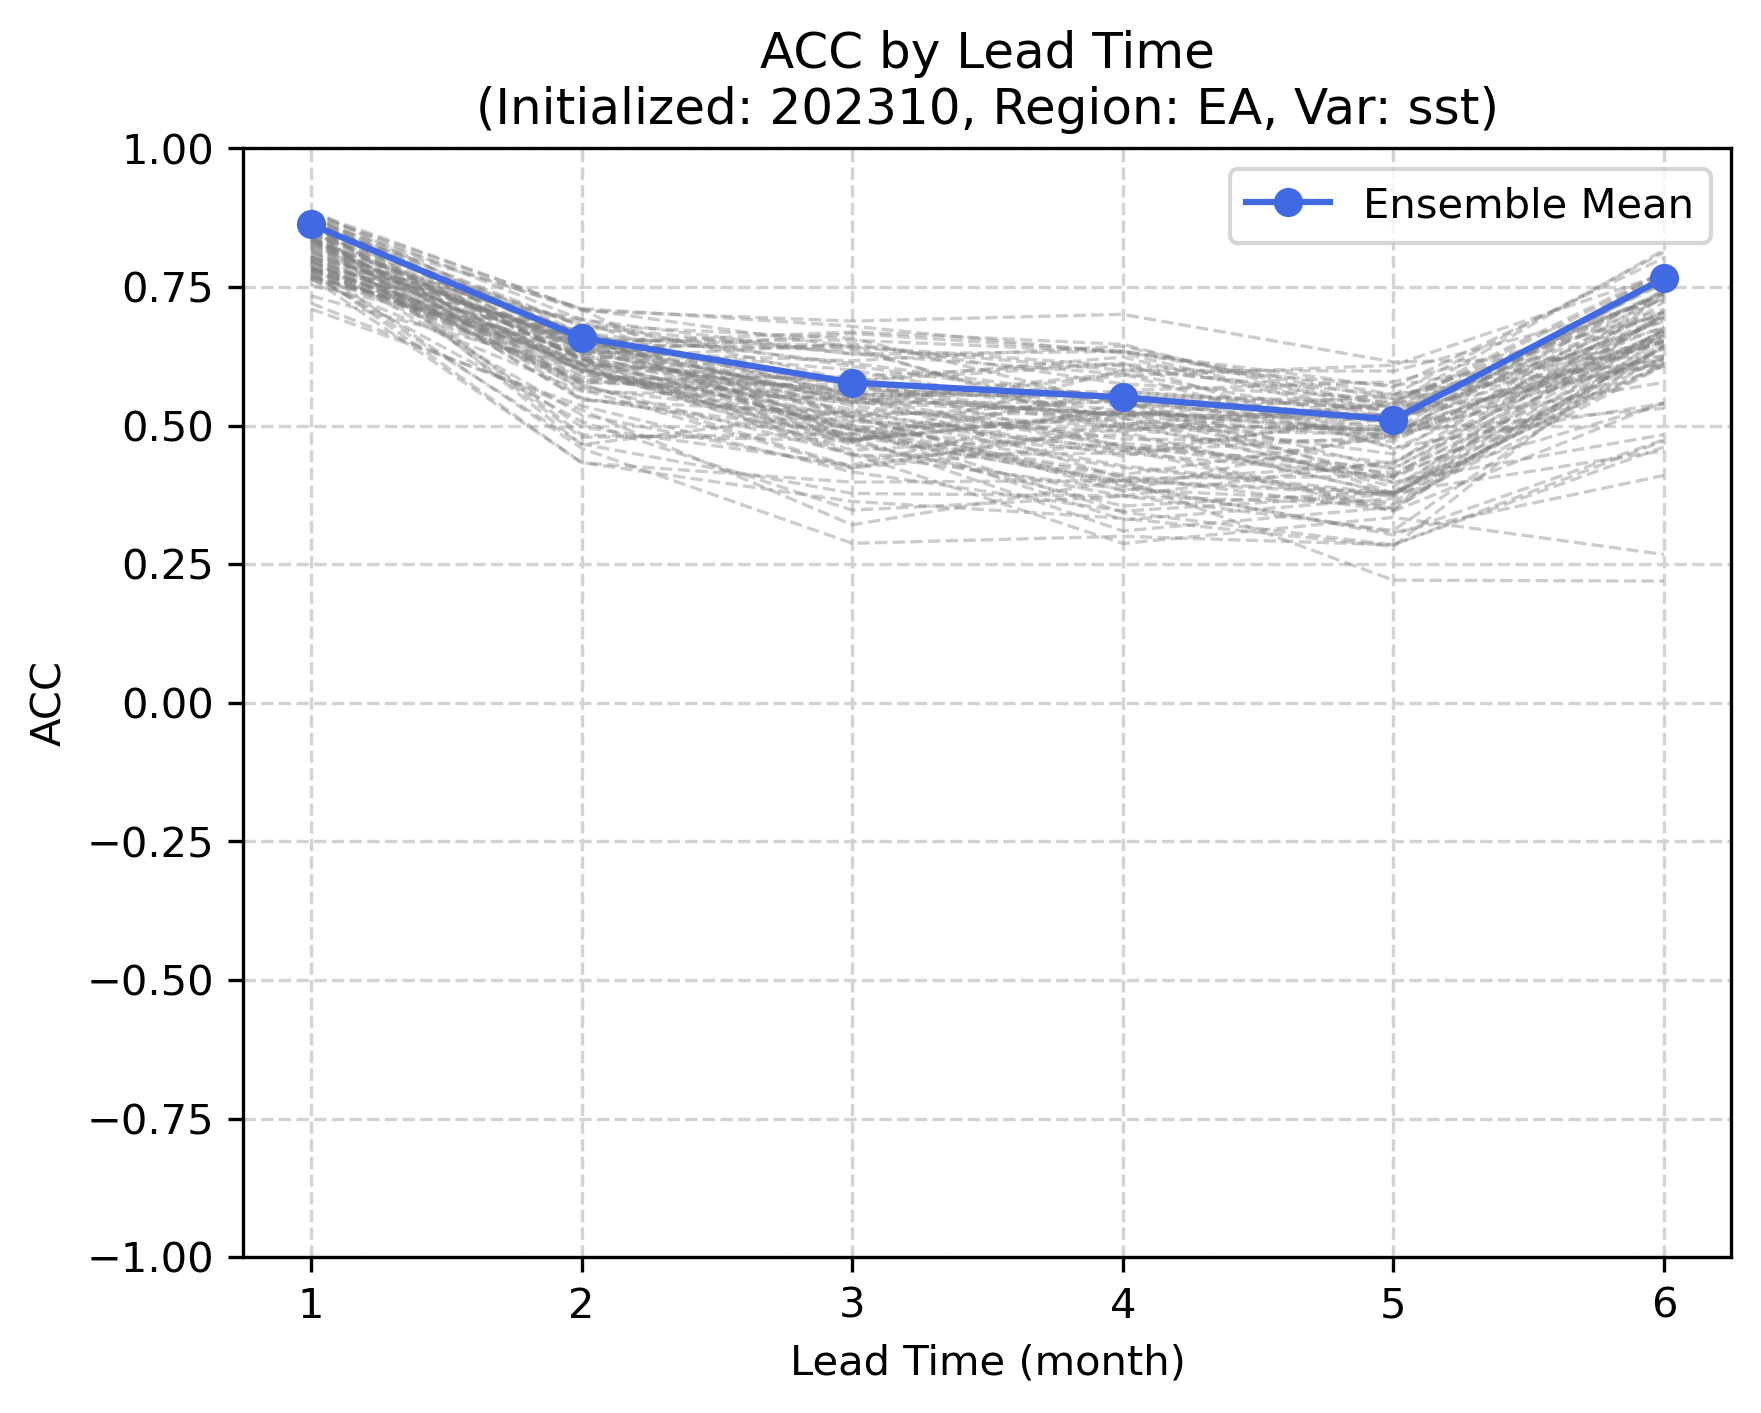 ACC by Lead Time
(Initialized: 202310, Region: EA, Var: sst)
Ensemble Mean
1.00
0.75
0.50
0.25
0.00
−0.25
−0.50
−0.75
−1.00
ACC
1 2 3 4 5 6
Lead Time (month)